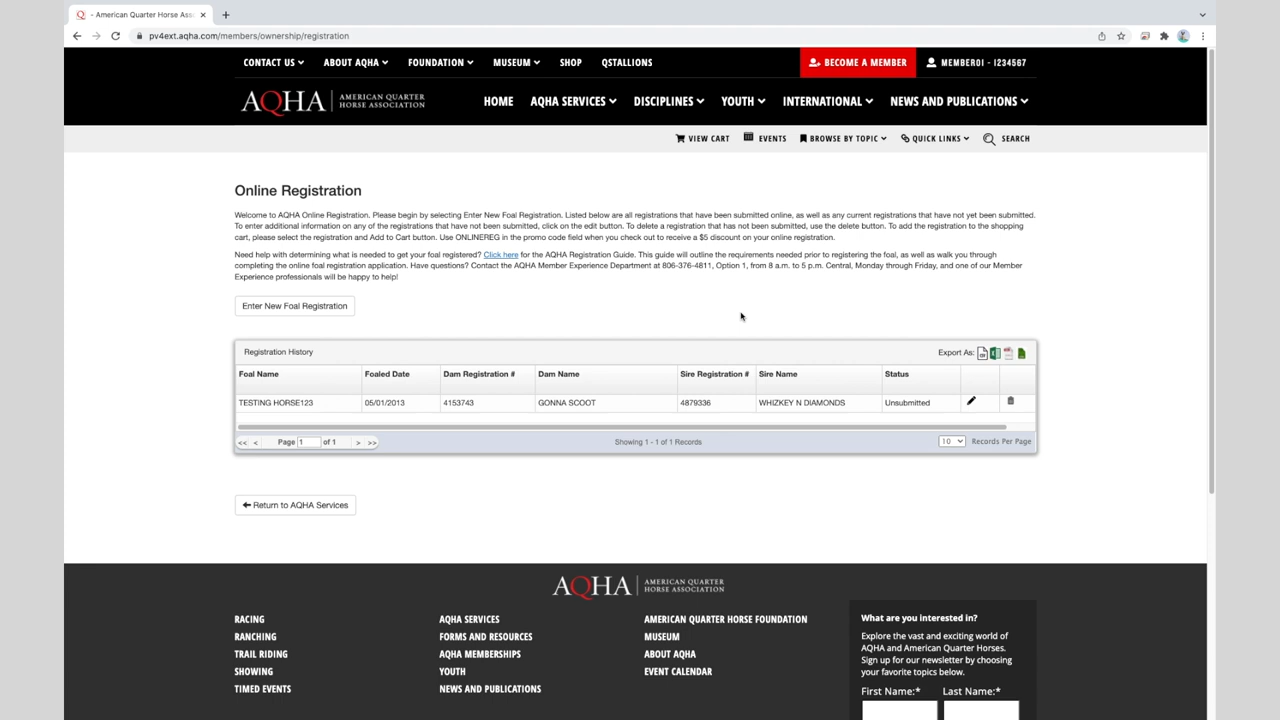 - American Quarter Horse Ass
pv4ext.aqha.com/members/ownership/registration
CONTACT US ABOUT AQHA FOUNDATION MUSEUM SHOP QSTALLIONS BECOME A MEMBER MEMBER01 - 1234567
AQHA AMERICAN QUARTER HORSE ASSOCIATION HOME AQHA SERVICES DISCIPLINES YOUTH INTERNATIONAL NEWS AND PUBLICATIONS
VIEW CART EVENTS BROWSE BY TOPIC QUICK LINKS SEARCH
Online Registration
Welcome to AQHA Online Registration. Please begin by selecting Enter New Foal Registration. Listed below are all registrations that have been submitted online, as well as any current registrations that have not yet been submitted.
To enter additional information on any of the registrations that have not been submitted, click on the edit button. To delete a registration that has not been submitted, use the delete button. To add the registration to the shopping
cart, please select the registration and Add to Cart button. Use ONLINEREG in the promo code field when you check out to receive a $5 discount on your online registration.
Need help with determining what is needed to get your foal registered? Click here for the AQHA Registration Guide. This guide will outline the requirements needed prior to registering the foal, as well as walk you through
completing the online foal registration application. Have questions? Contact the AQHA Member Experience Department at 806-376-4811, Option 1, from 8 a.m. to 5 p.m. Central, Monday through Friday, and one of our Member
Experience professionals will be happy to help!
Enter New Foal Registration
Registration History Export As:
Foal Name Foaled Date Dam Registration # Dam Name Sire Registration # Sire Name Status
TESTING HORSE123 05/01/2013 4153743 GONNA SCOOT 4879336 WHIZKEY N DIAMONDS Unsubmitted
<< < Page 1 of 1 > >> Showing 1 - 1 of 1 Records 10 Records Per Page
Return to AQHA Services
AQHA AMERICAN QUARTER HORSE ASSOCIATION
RACING AQHA SERVICES AMERICAN QUARTER HORSE FOUNDATION
RANCHING FORMS AND RESOURCES MUSEUM
TRAIL RIDING AQHA MEMBERSHIPS ABOUT AQHA
SHOWING YOUTH EVENT CALENDAR
TIMED EVENTS NEWS AND PUBLICATIONS
What are you interested in?
Explore the vast and exciting world of
AQHA and American Quarter Horses.
Sign up for our newsletter by choosing
your favorite topics below.
First Name:* Last Name:*